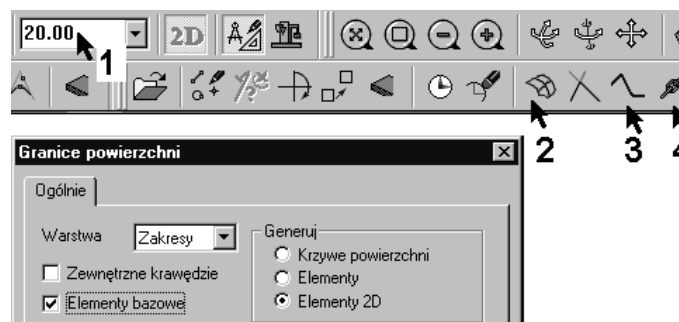 20.00
2D
1
2
3
4
Granice powierzchni
Ogólnie
Warstwa Zakresy
Generuj
Krzywe powierzchni
Zewnętrzne krawędzie
Elementy
Elementy bazowe
Elementy 2D